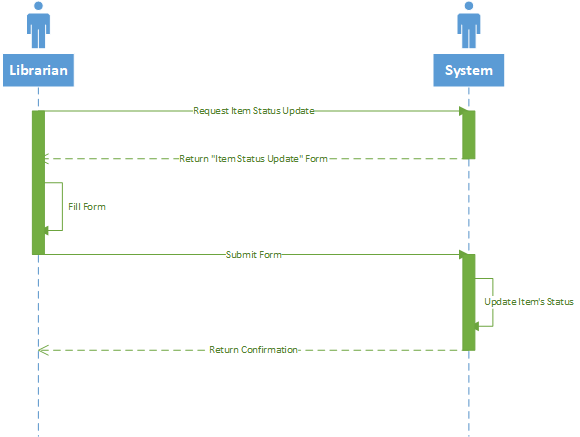 Librarian
System
Request Item Status Update
Return "Item Status Update" Form
Fill Form
Submit Form
Update Item's Status
Return Confirmation